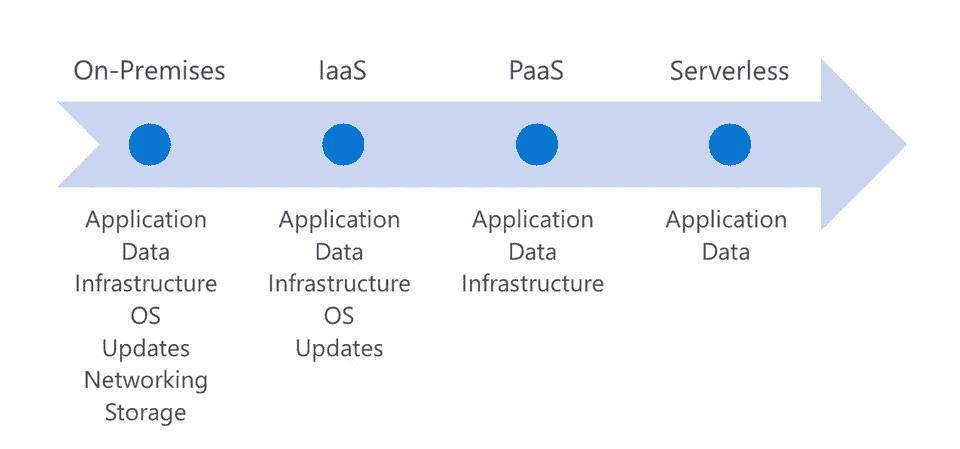 On-Premises
IaaS
PaaS
Serverless
Application
Data
Infrastructure
OS
Updates
Networking
Storage
Application
Data
Infrastructure
OS
Updates
Application
Data
Infrastructure
Application
Data